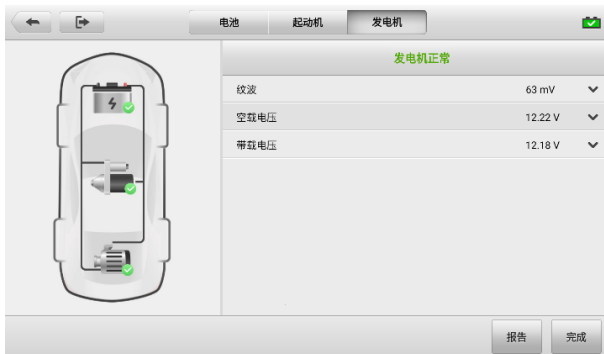 电池 起动机 发电机
发电机正常
纹波 63 mV
空载电压 12.22 V
带载电压 12.18 V
报告 完成